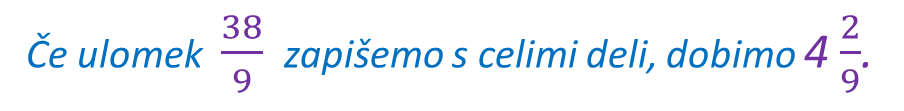 Če ulomek 38/9 zapišemo s celimi deli, dobimo 4 2/9.